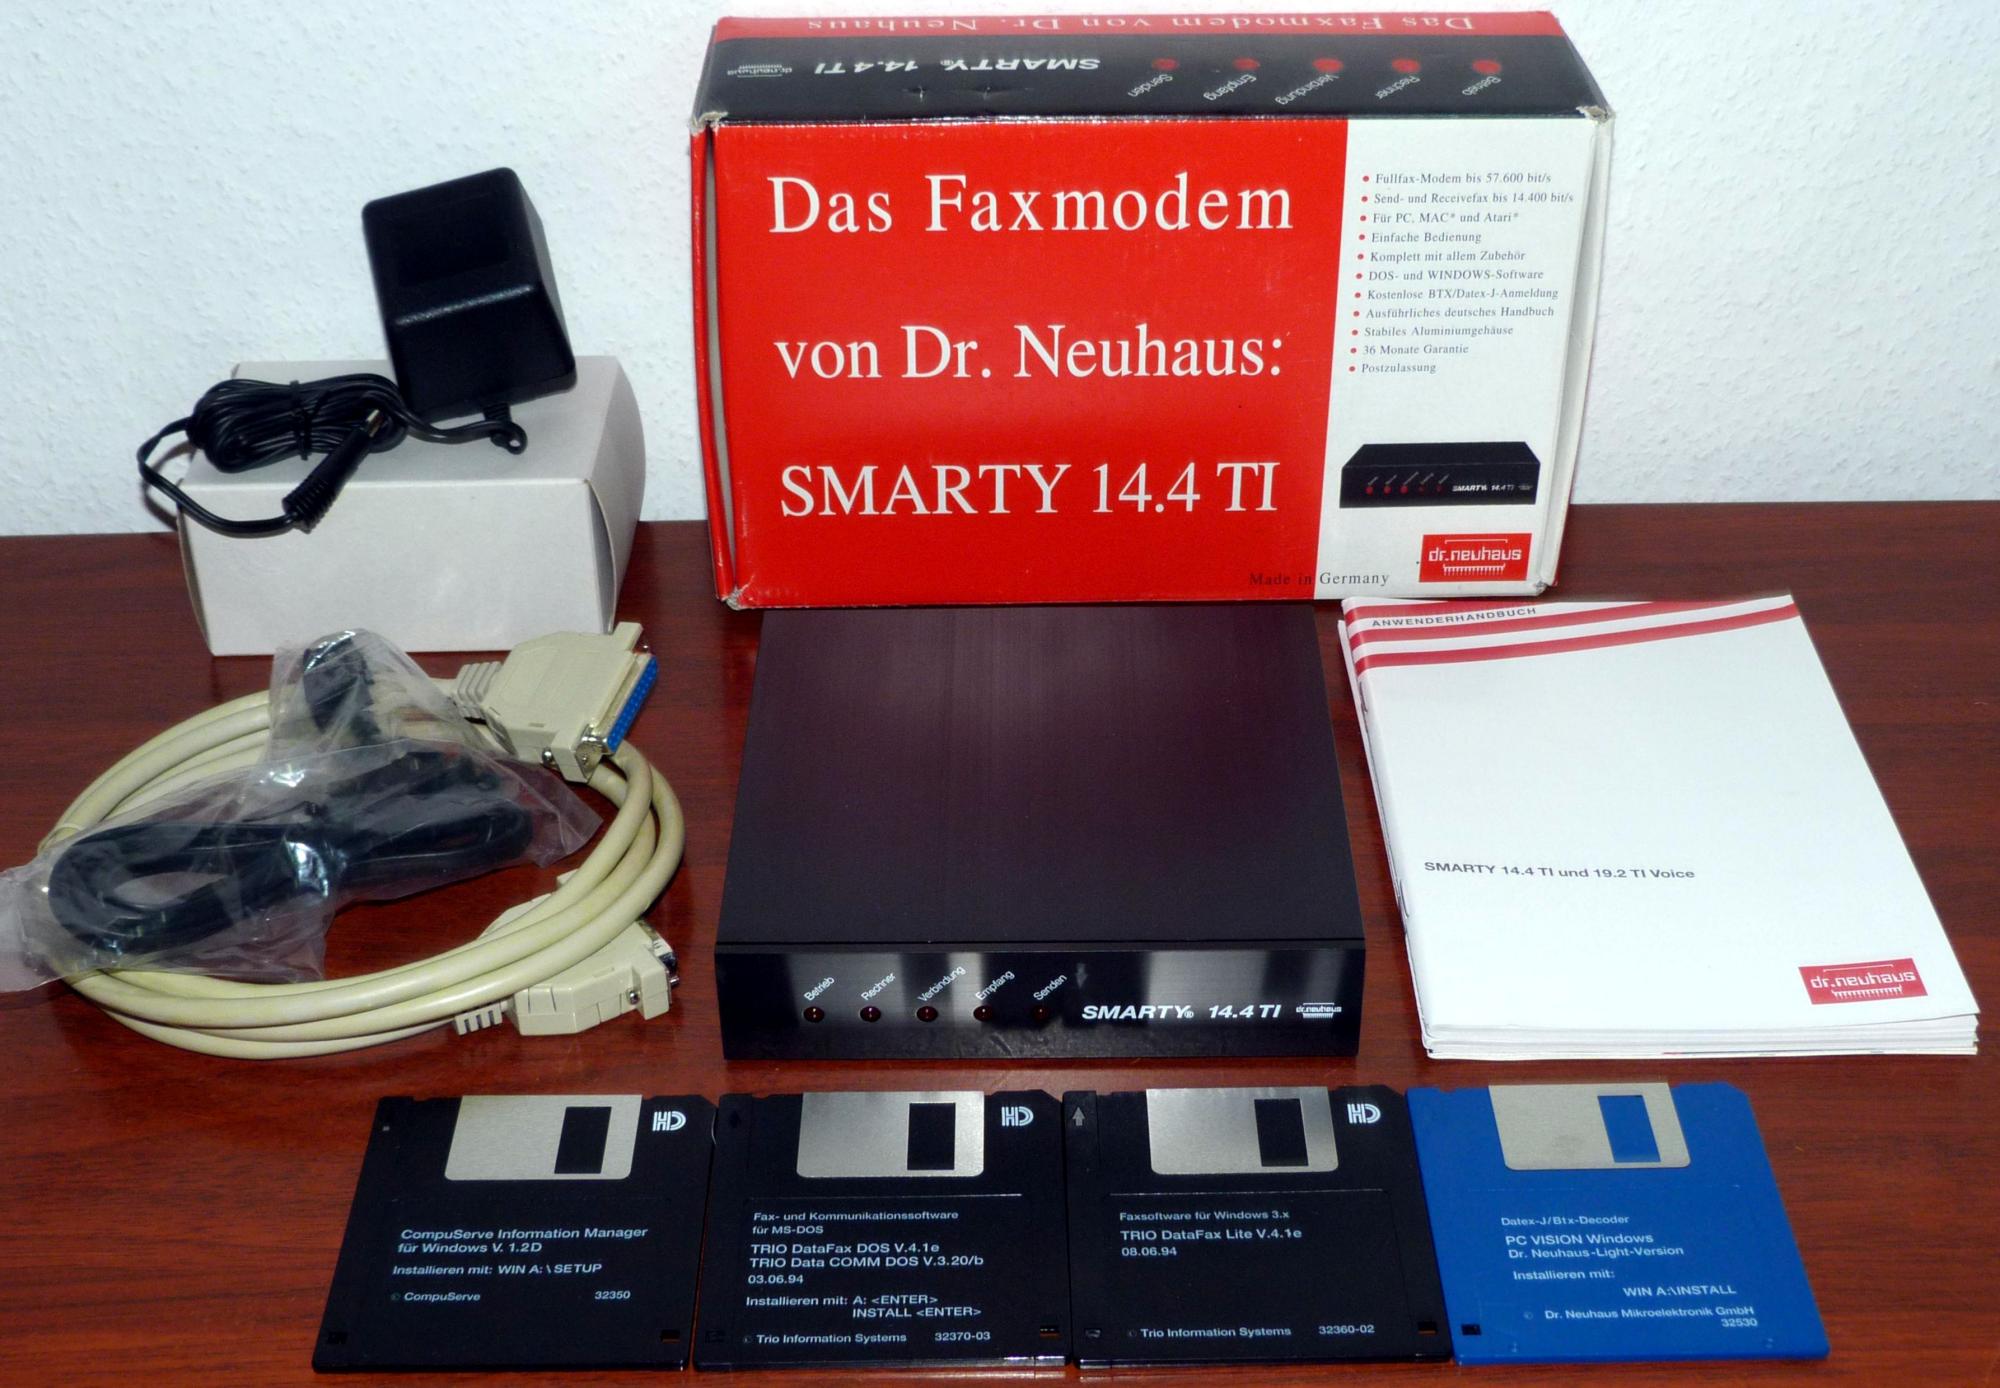 Das Faxmodem von Dr. Neuhaus
dr.neuhaus
SMARTY® 14.4 TI
Senden
Empfang
Verbindung
Rechner
Betrieb
Das Faxmodem
von Dr. Neuhaus:
SMARTY 14.4 TI
Fullfax-Modem bis 57.600 bit/s
Send- und Receivefax bis 14.400 bit/s
Für PC, MAC* und Atari*
Einfache Bedienung
Komplett mit allem Zubehör
DOS- und WINDOWS-Software
Kostenlose BTX/Datex-J-Anmeldung
Ausführliches deutsches Handbuch
Stabiles Aluminiumgehäuse
36 Monate Garantie
Postzulassung
SMARTY® 14.4 TI
dr.neuhaus
Made in Germany
ANWENDERHANDBUCH
SMARTY 14.4 TI und 19.2 TI Voice
dr.neuhaus
Betrieb
Rechner
Verbindung
Empfang
Senden
SMARTY® 14.4 TI
dr.neuhaus
HD
CompuServe Information Manager
für Windows V. 1.2D
Installieren mit: WIN A: \ SETUP
© CompuServe 32350
HD
Fax- und Kommunikationssoftware
für MS-DOS
TRIO DataFax DOS V.4.1e
TRIO Data COMM DOS V.3.20/b
03.06.94
Installieren mit: A: <ENTER>
INSTALL <ENTER>
© Trio Information Systems 32370-03
HD
Faxsoftware für Windows 3.x
TRIO DataFax Lite V.4.1e
08.06.94
© Trio Information Systems 32360-02
Datex-J/Btx-Decoder
PC VISION Windows
Dr. Neuhaus-Light-Version
Installieren mit:
WIN A:\INSTALL
© Dr. Neuhaus Mikroelektronik GmbH
32530